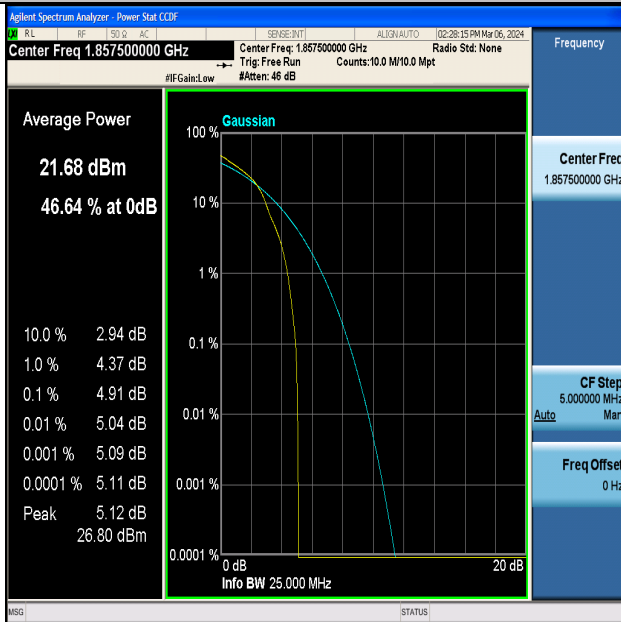 Agilent Spectrum Analyzer - Power Stat CCDF
LXI RL RF 50 Ω AC SENSE:INT ALIGNAUTO 02:28:15 PM Mar 06, 2024
Center Freq 1.857500000 GHz
Center Freq: 1.857500000 GHz Radio Std: None
Trig: Free Run Counts:10.0 M/10.0 Mpt
#IFGain:Low #Atten: 46 dB
Frequency
Average Power
21.68 dBm
46.64 % at 0dB
10.0 % 2.94 dB
1.0 % 4.37 dB
0.1 % 4.91 dB
0.01 % 5.04 dB
0.001 % 5.09 dB
0.0001 % 5.11 dB
Peak 5.12 dB
26.80 dBm
Gaussian
100 %
10 %
1 %
0.1 %
0.01 %
0.001 %
0.0001 %
0 dB 20 dB
Info BW 25.000 MHz
Center Freq
1.857500000 GHz
CF Step
5.000000 MHz
Auto Man
Freq Offset
0 Hz
MSG STATUS